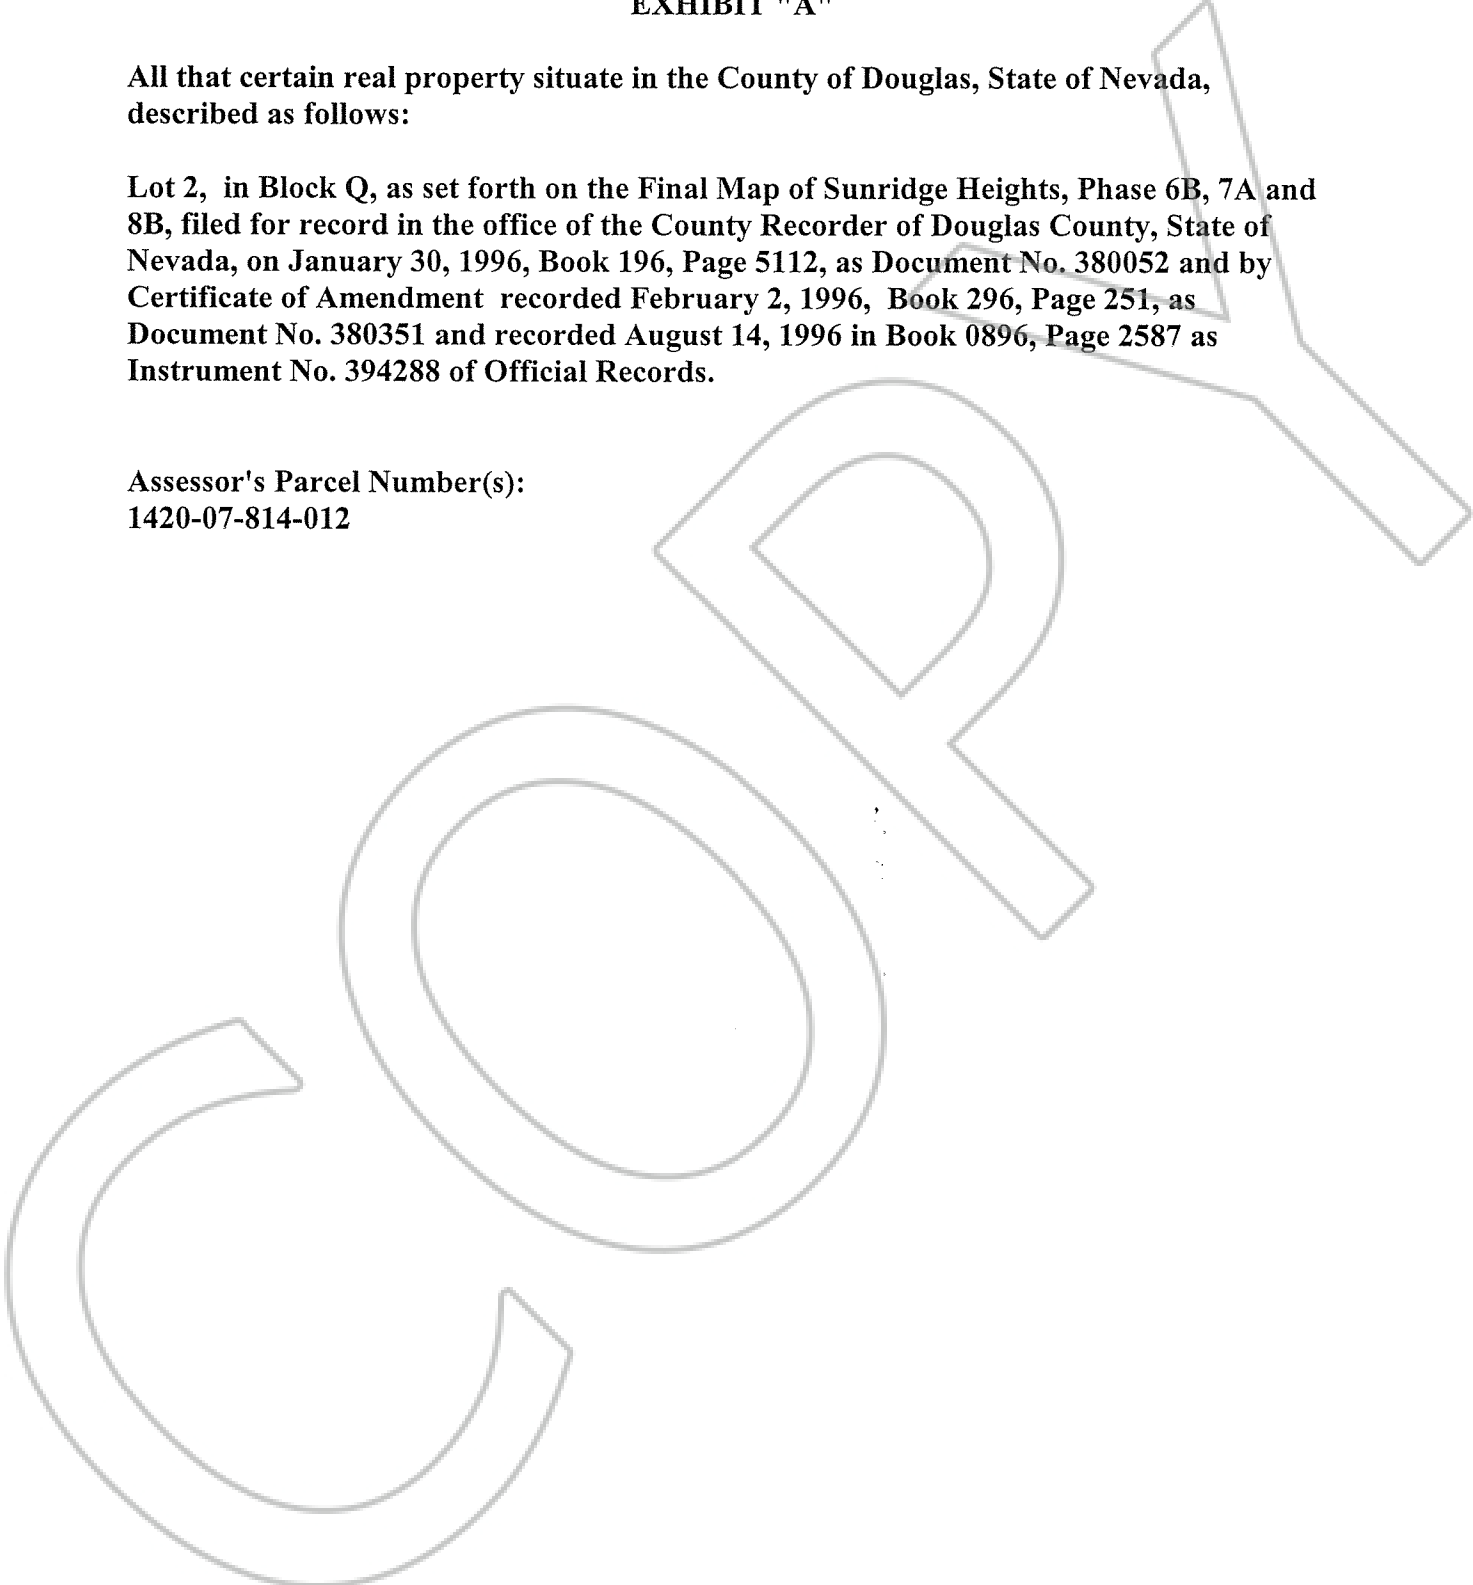 EXHIBIT "A"
All that certain real property situate in the County of Douglas, State of Nevada,
described as follows:
Lot 2,  in Block Q, as set forth on the Final Map of Sunridge Heights, Phase 6B, 7A and
8B, filed for record in the office of the County Recorder of Douglas County, State of
Nevada, on January 30, 1996, Book 196, Page 5112, as Document No. 380052 and by
Certificate of Amendment  recorded February 2, 1996,  Book 296, Page 251, as
Document No. 380351 and recorded August 14, 1996 in Book 0896, Page 2587 as
Instrument No. 394288 of Official Records.
Assessor's Parcel Number(s):
1420-07-814-012
COPY